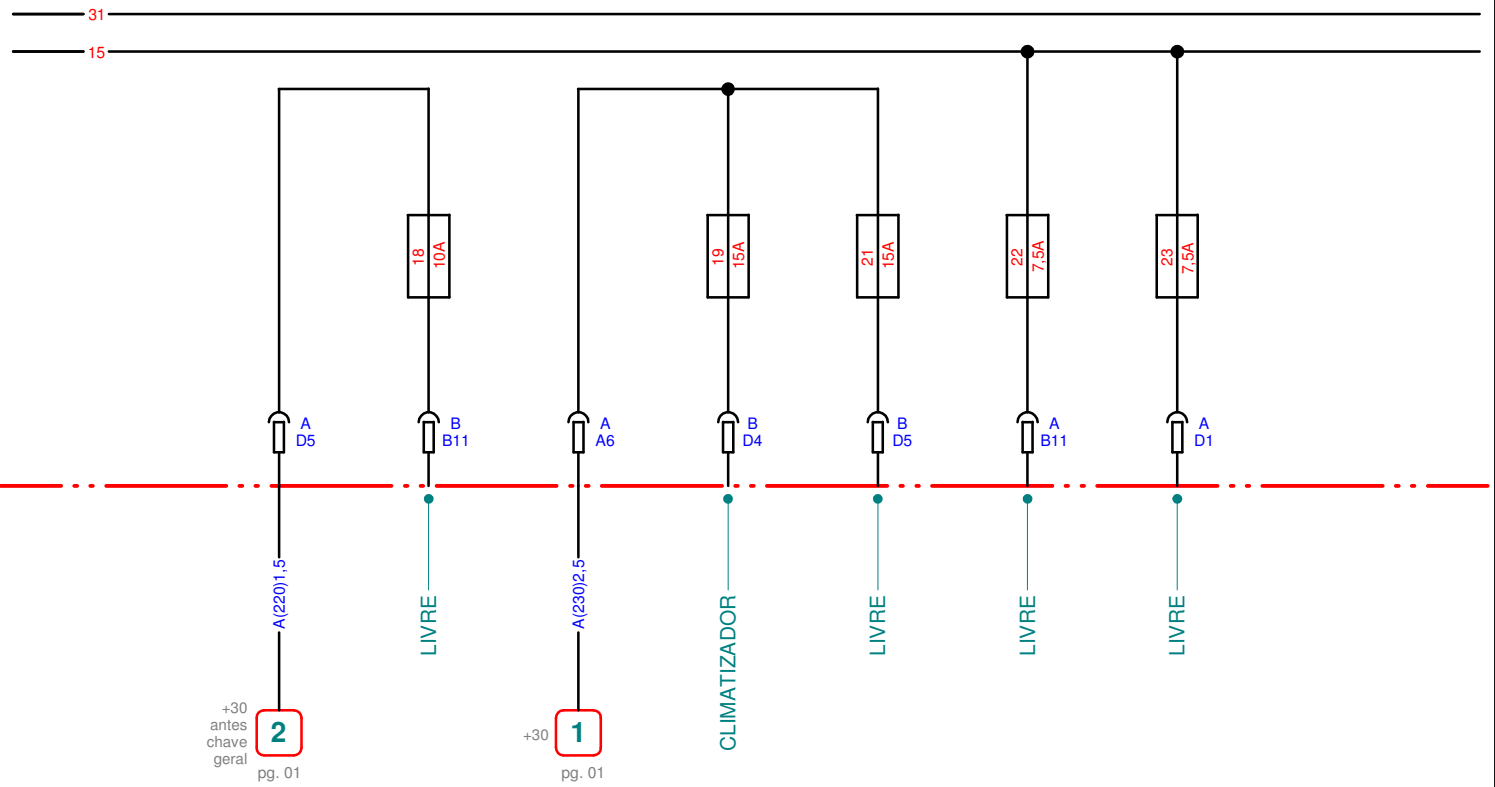 31
15
18
10A
19
15A
21
15A
22
7,5A
23
7,5A
A
D5
B
B11
A
A6
B
D4
B
D5
A
B11
A
D1
A(220)1,5
LIVRE
A(230)2,5
CLIMATIZADOR
LIVRE
LIVRE
LIVRE
+30
antes
chave
geral
2
pg. 01
+30
1
pg. 01